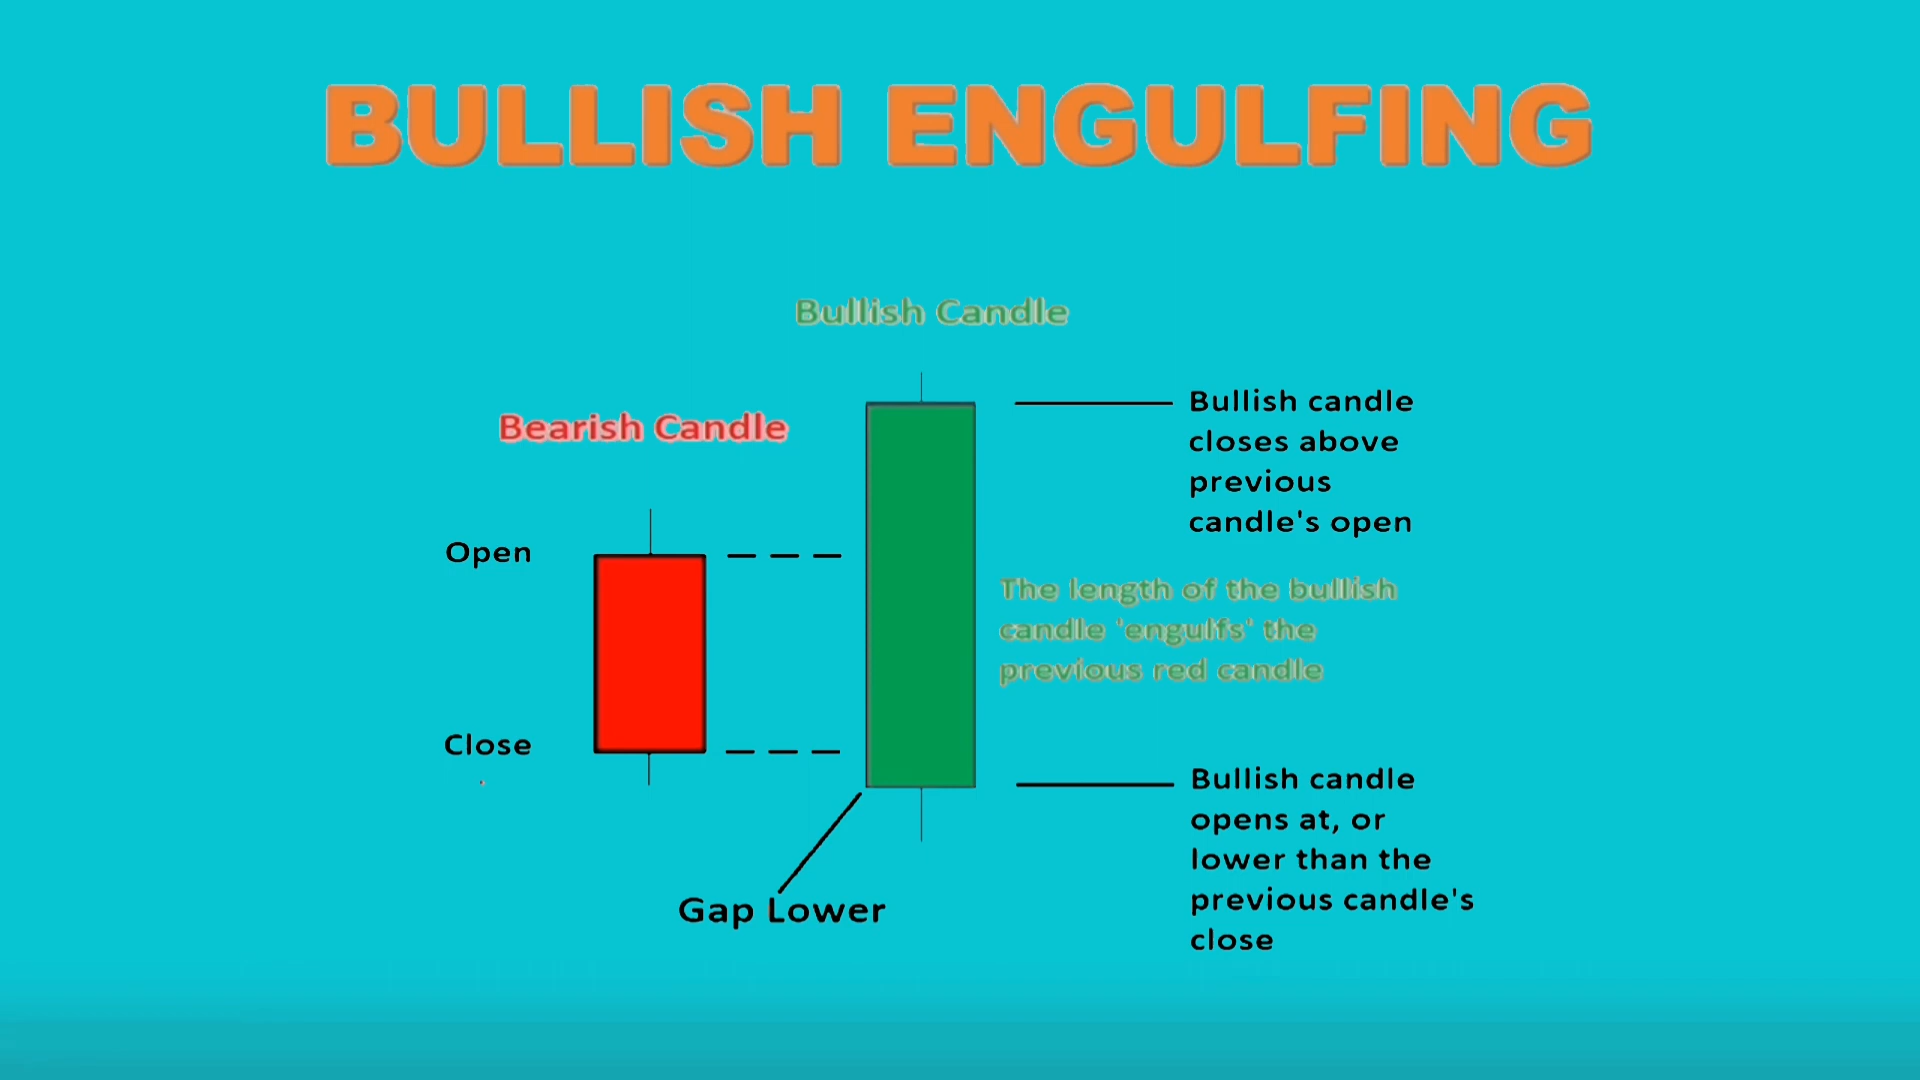 BULLISH ENGULFING
Bullish Candle
Bearish Candle
Open
Close
Gap Lower
Bullish candle
closes above
previous
candle's open
The length of the bullish
candle 'engulfs' the
previous red candle
Bullish candle
opens at, or
lower than the
previous candle's
close